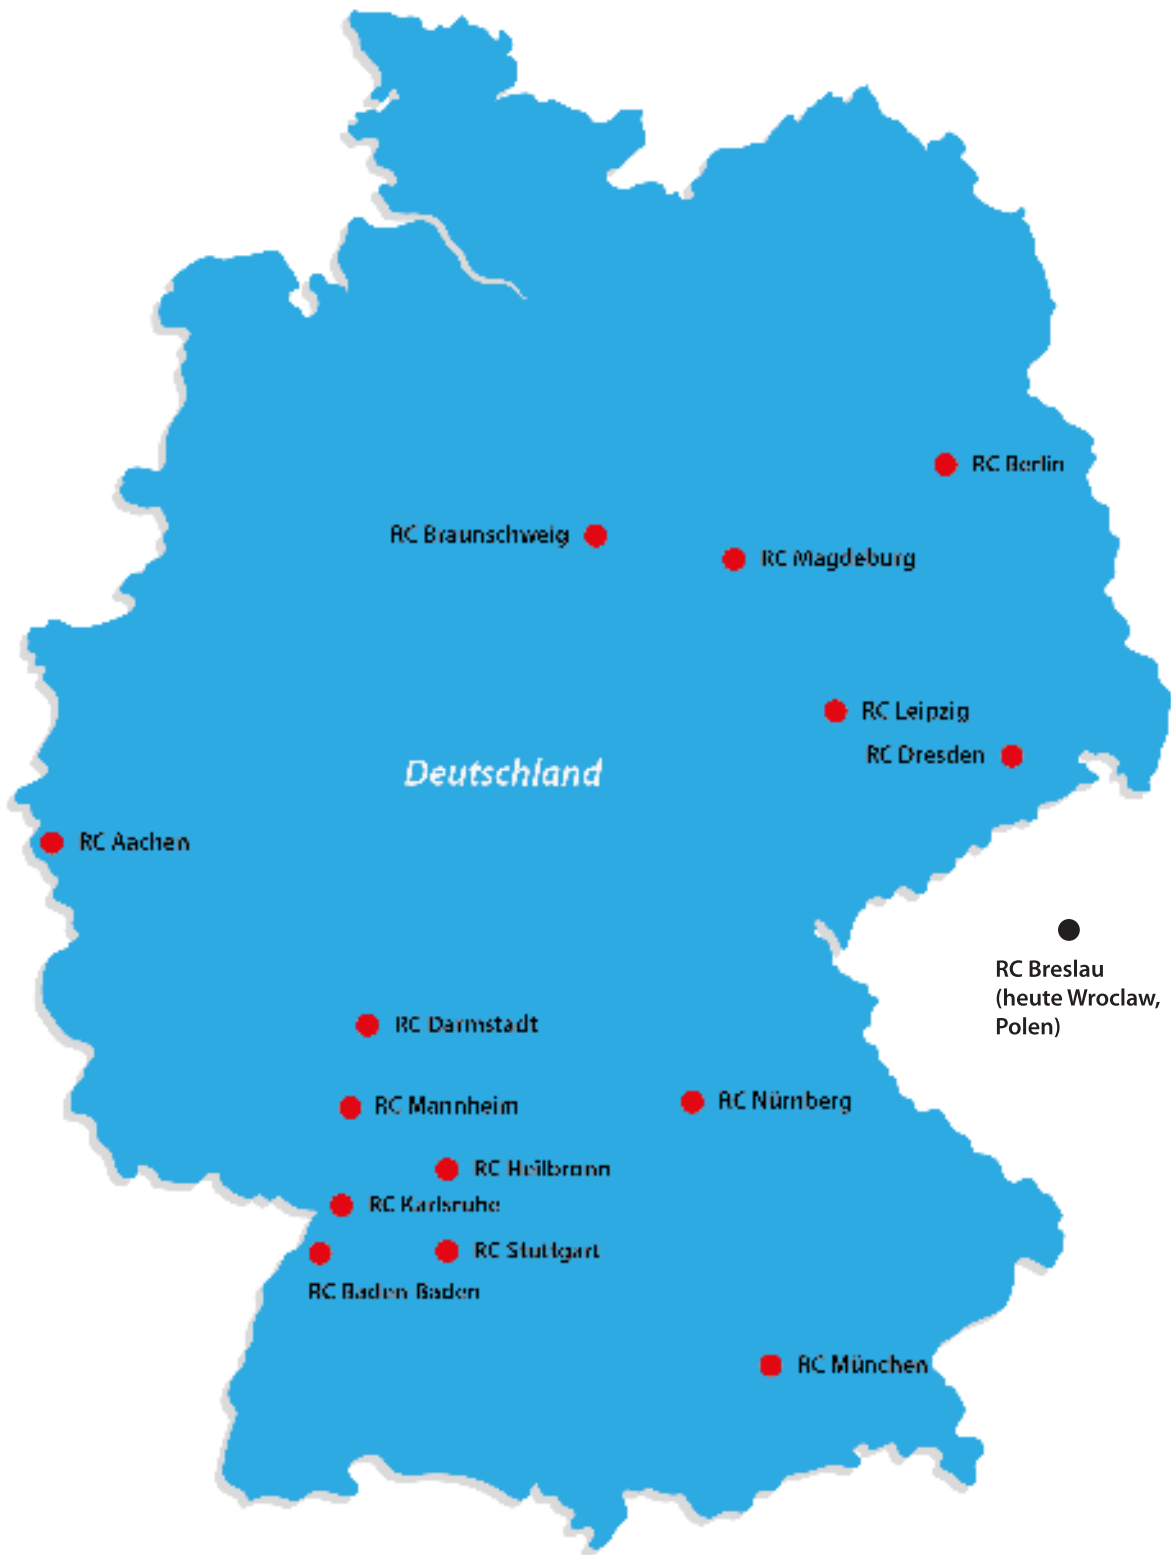 RC Berlin
RC Braunschweig
RC Magdeburg
RC Leipzig
RC Dresden
Deutschland
RC Aachen
RC Breslau
(heute Wroclaw,
Polen)
RC Darmstadt
RC Mannheim
RC Nürnberg
RC Heilbronn
RC Karlsruhe
RC Stuttgart
RC Baden Baden
RC München